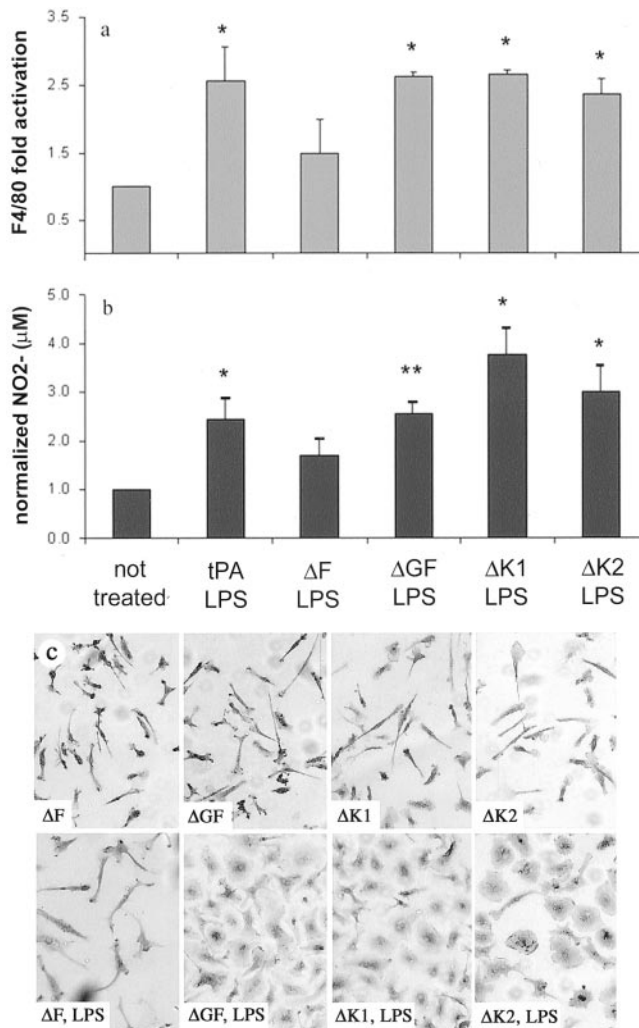 a
F4/80 fold activation
3.5
2.5
1.5
0.5
*
*
*
*
b
normalized NO2- (µM)
5.0
4.0
3.0
2.0
1.0
0.0
*
**
*
*
not tPA ΔF ΔGF ΔK1 ΔK2
treated LPS LPS LPS LPS LPS
c
ΔF ΔGF ΔK1 ΔK2
ΔF, LPS ΔGF, LPS ΔK1, LPS ΔK2, LPS